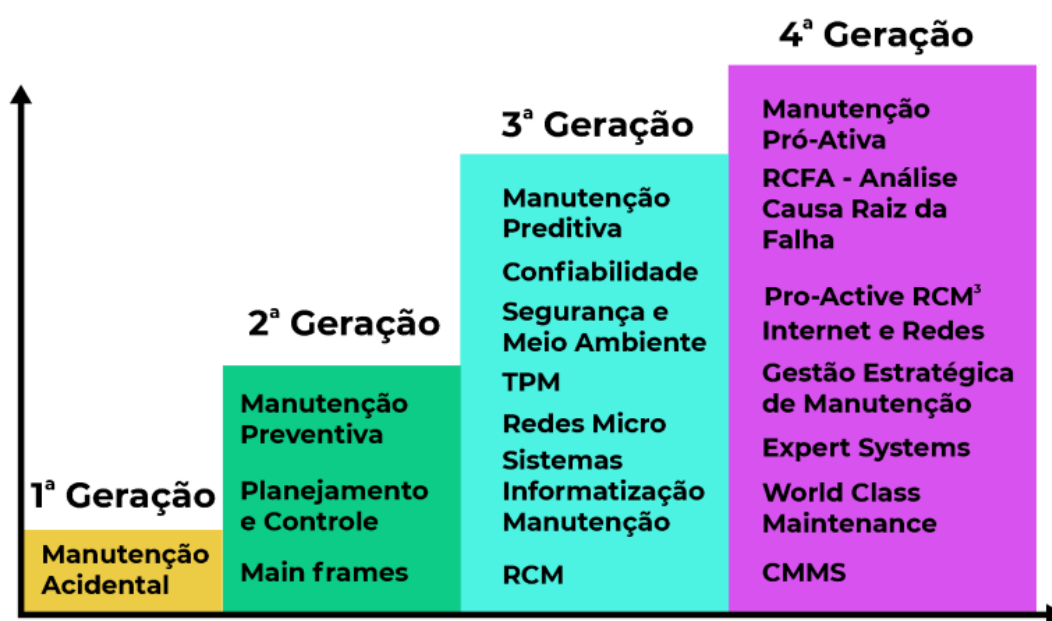 1ª Geração
Manutenção
Acidental
2ª Geração
Manutenção
Preventiva
Planejamento
e Controle
Main frames
3ª Geração
Manutenção
Preditiva
Confiabilidade
Segurança e
Meio Ambiente
TPM
Redes Micro
Sistemas
Informatização
Manutenção
RCM
4ª Geração
Manutenção
Pró-Ativa
RCFA - Análise
Causa Raiz da
Falha
Pro-Active RCM³
Internet e Redes
Gestão Estratégica
de Manutenção
Expert Systems
World Class
Maintenance
CMMS